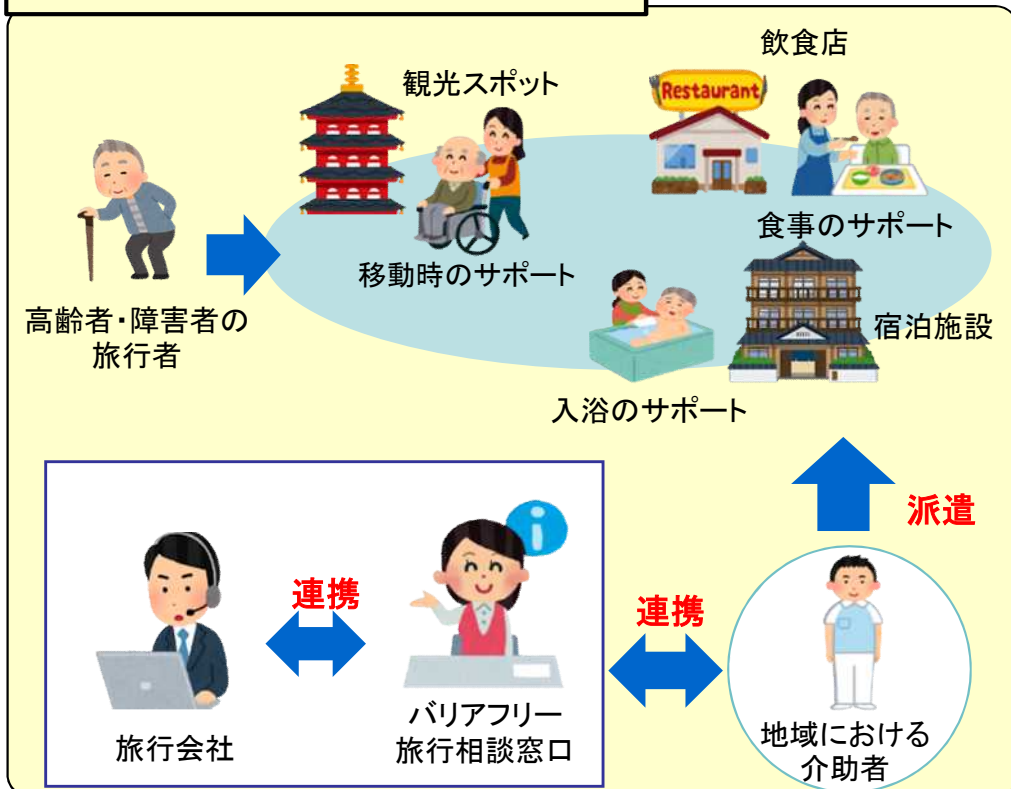 飲食店
観光スポット
Restaurant
食事のサポート
移動時のサポート
高齢者・障害者の
旅行者
宿泊施設
入浴のサポート
派遣
連携
連携
バリアフリー
旅行相談窓口
旅行会社
地域における
介助者